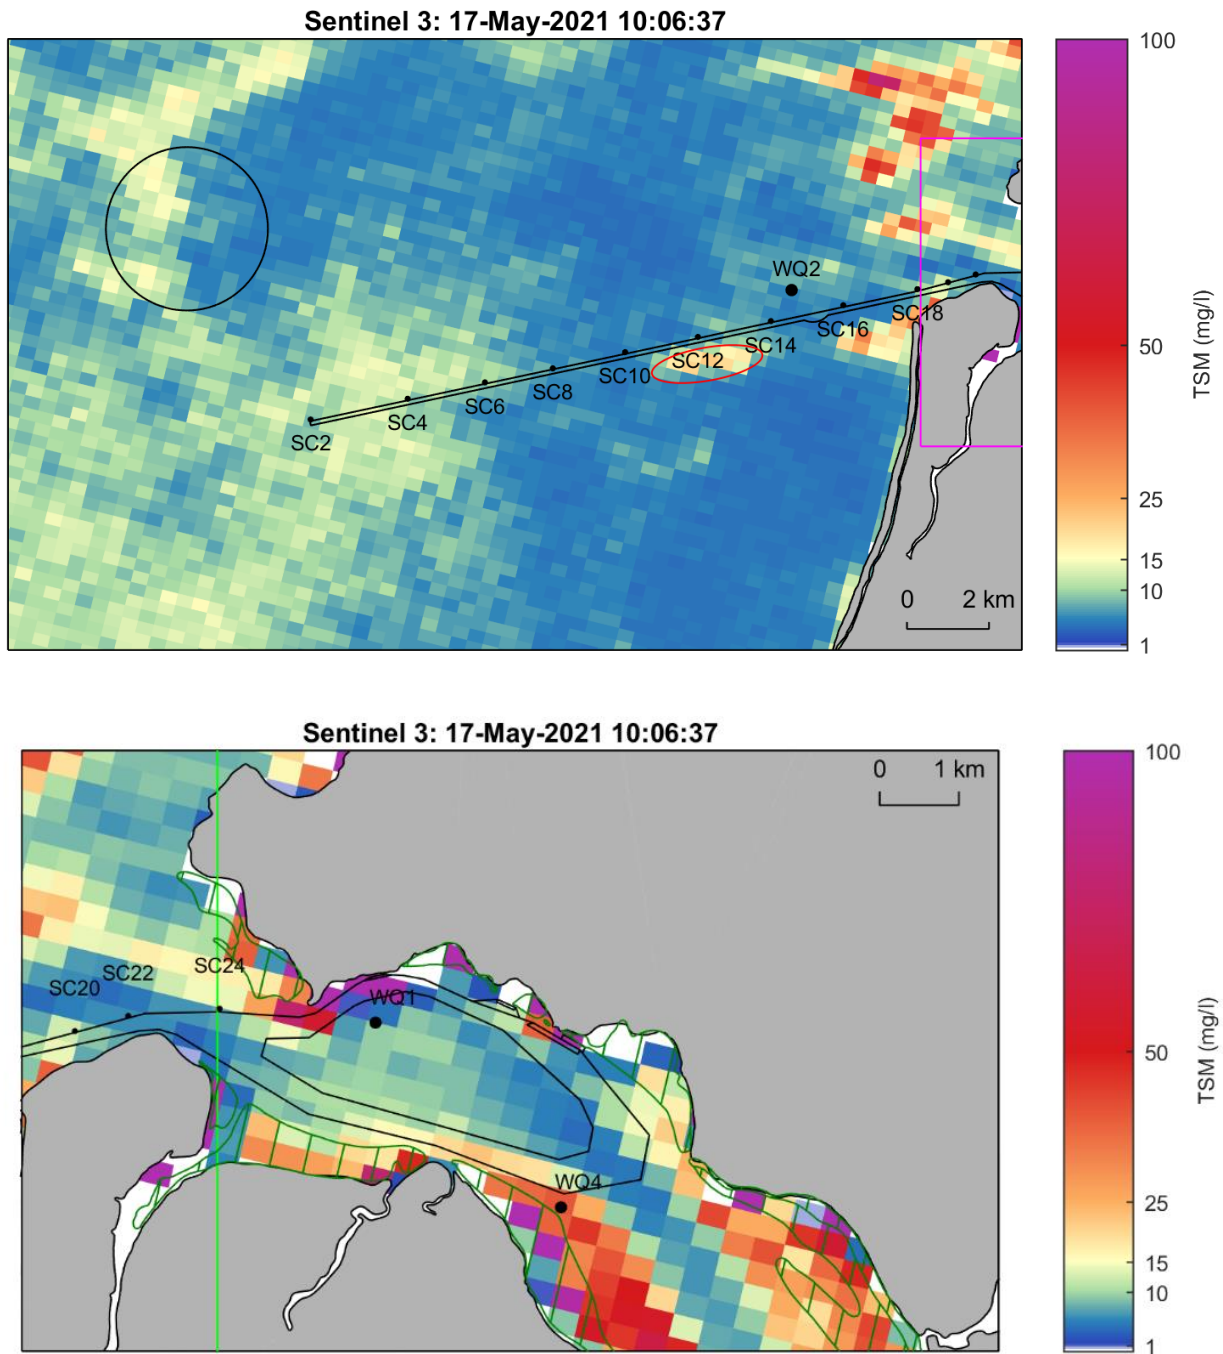 Sentinel 3: 17-May-2021 10:06:37
100
WQ2
TSM (mg/l)
SC18
SC16
SC14
50
SC12
SC10
SC8
SC6
SC4
SC2
25
15
0 2 km
10
1
Sentinel 3: 17-May-2021 10:06:37
0 1 km
100
SC24
SC22
SC20
WQ1
TSM (mg/l)
50
WQ4
25
15
10
1